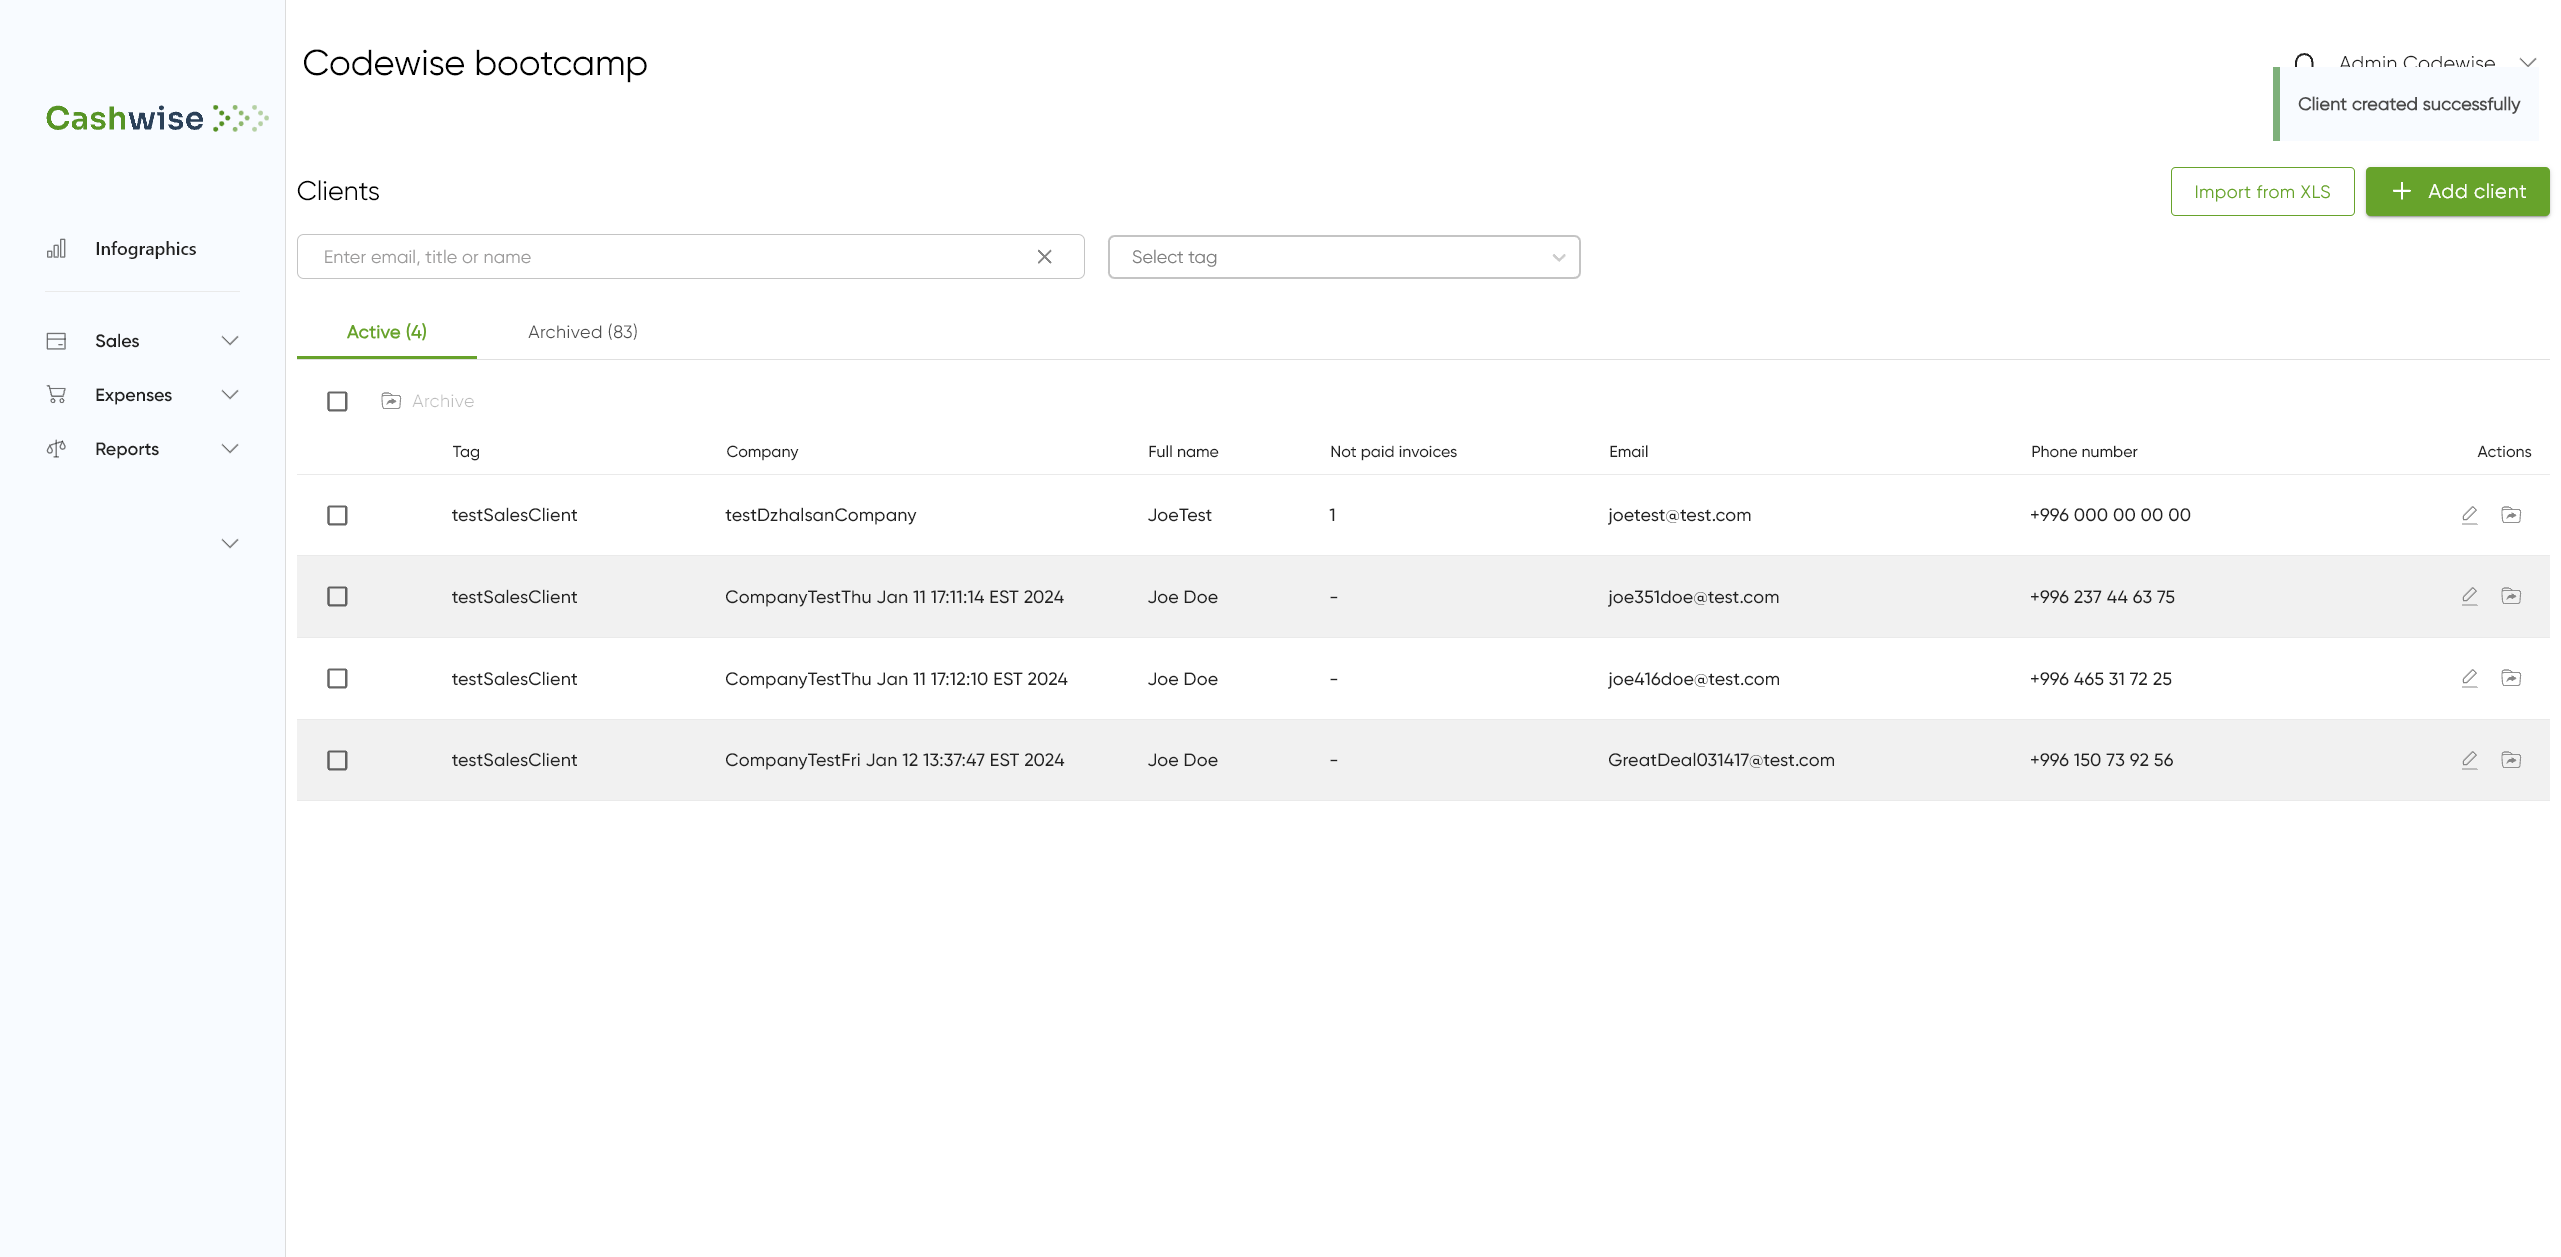 Codewise bootcamp
Admin Codewise
Client created successfully
Cashwise
Clients
Import from XLS
Add client
Infographics
Enter email, title or name
Select tag
Sales
Active (4)
Archived (83)
Expenses
Archive
Reports
Tag Company Full name Not paid invoices Email Phone number Actions
testSalesClient testDzhalsanCompany JoeTest 1 joetest@test.com +996 000 00 00 00
testSalesClient CompanyTestThu Jan 11 17:11:14 EST 2024 Joe Doe - joe351doe@test.com +996 237 44 63 75
testSalesClient CompanyTestThu Jan 11 17:12:10 EST 2024 Joe Doe - joe416doe@test.com +996 465 31 72 25
testSalesClient CompanyTestFri Jan 12 13:37:47 EST 2024 Joe Doe - GreatDeal031417@test.com +996 150 73 92 56